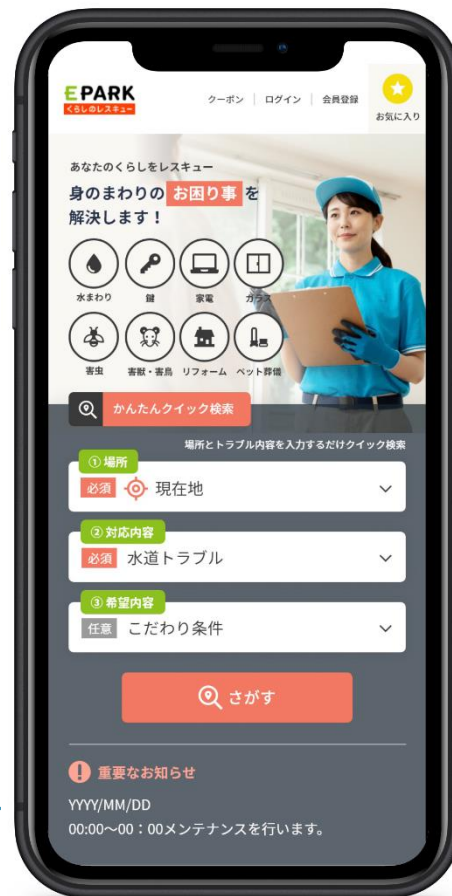 EPARK
くらしのレスキュー
クーポン | ログイン | 会員登録
お気に入り
あなたのくらしをレスキュー
身のまわりの お困り事 を
解決します！
水まわり 鍵 家電 ガラス
害虫 害獣・害鳥 リフォーム ペット葬儀
かんたんクイック検索
場所とトラブル内容を入力するだけクイック検索
①場所
必須 現在地
②対応内容
必須 水道トラブル
③希望内容
任意 こだわり条件
さがす
重要なお知らせ
YYYY/MM/DD
00:00～00：00メンテナンスを行います。